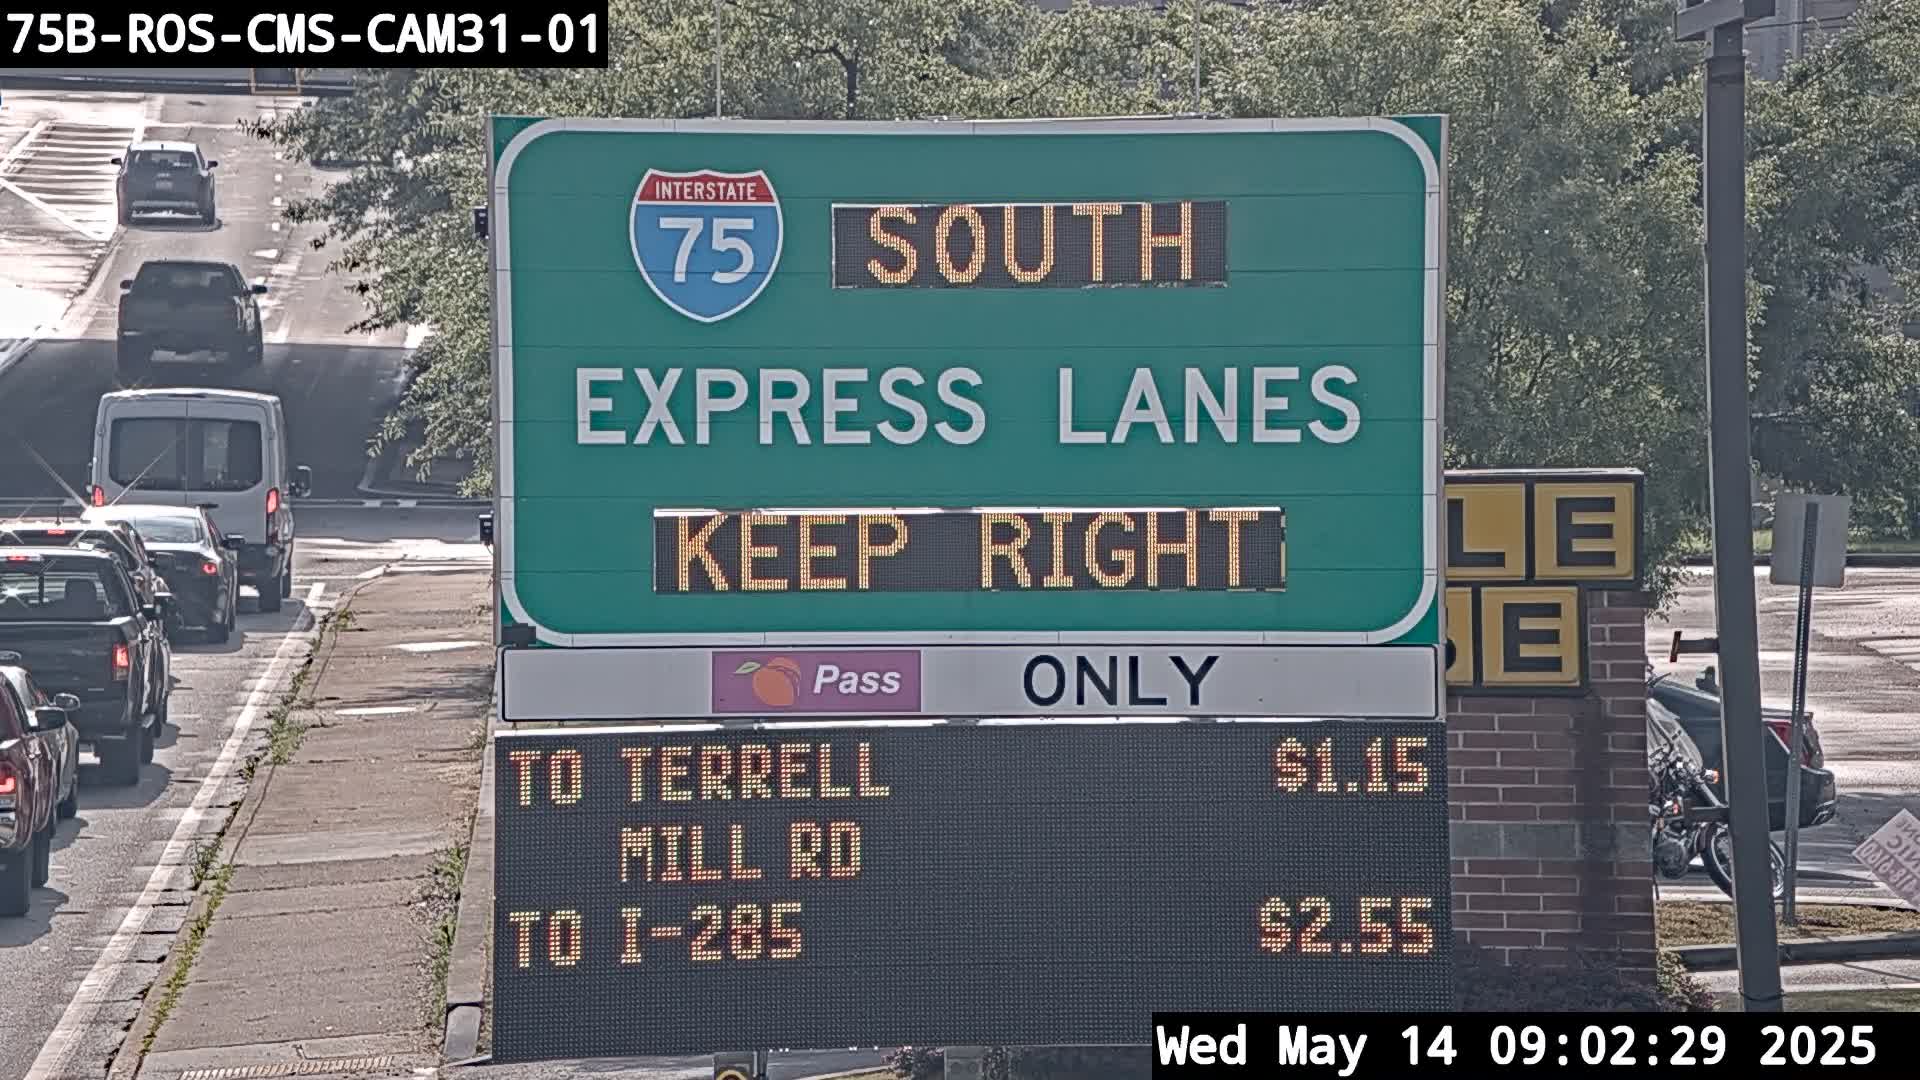 75B-ROS-CMS-CAM31-01
INTERSTATE
75
SOUTH
EXPRESS LANES
KEEP RIGHT
Pass ONLY
TO TERRELL $1.15
MILL RD
TO I-285 $2.55
LE
E
Wed May 14 09:02:29 2025